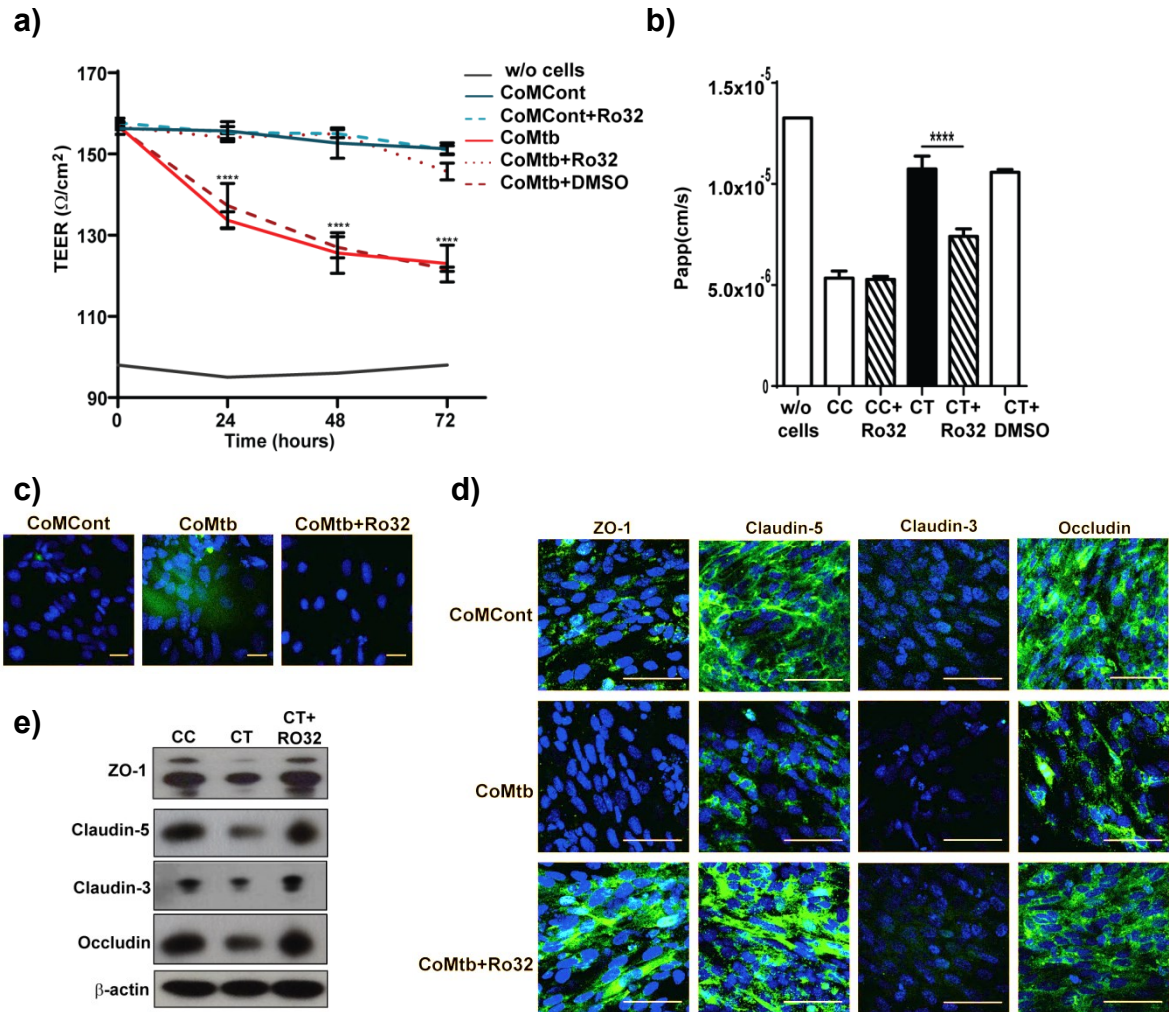 a)
170
150
130
110
90
TEER (Ω/cm²)
0
24
48
72
Time (hours)
****
****
****
w/o cells
CoMCont
CoMCont+Ro32
CoMtb
CoMtb+Ro32
CoMtb+DMSO
b)
1.5x10⁻⁵
1.0x10⁻⁵
5.0x10⁻⁶
0
Papp(cm/s)
****
w/o
cells
CC
CC+
Ro32
CT
CT+
Ro32
CT+
DMSO
c)
CoMCont
CoMtb
CoMtb+Ro32
d)
ZO-1
Claudin-5
Claudin-3
Occludin
CoMCont
CoMtb
CoMtb+Ro32
e)
CC
CT
CT+
RO32
ZO-1
Claudin-5
Claudin-3
Occludin
β-actin